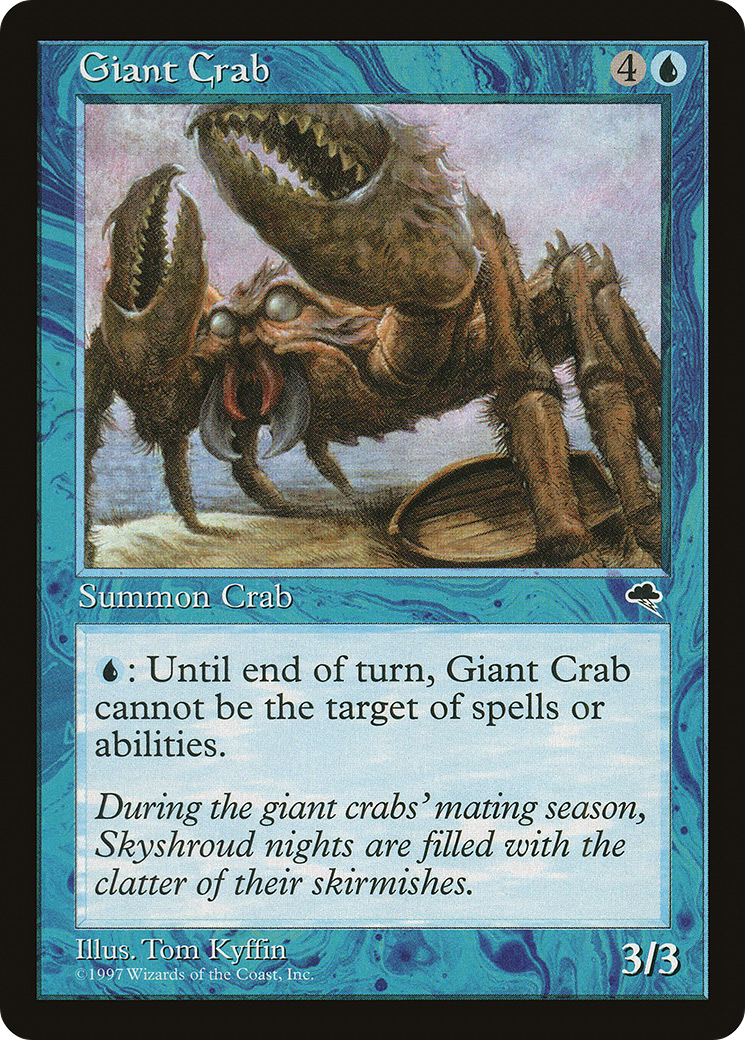 Giant Crab
4
Summon Crab
: Until end of turn, Giant Crab
cannot be the target of spells or
abilities.
During the giant crabs' mating season,
Skyshroud nights are filled with the
clatter of their skirmishes.
Illus. Tom Kyffin
©1997 Wizards of the Coast, Inc.
3/3